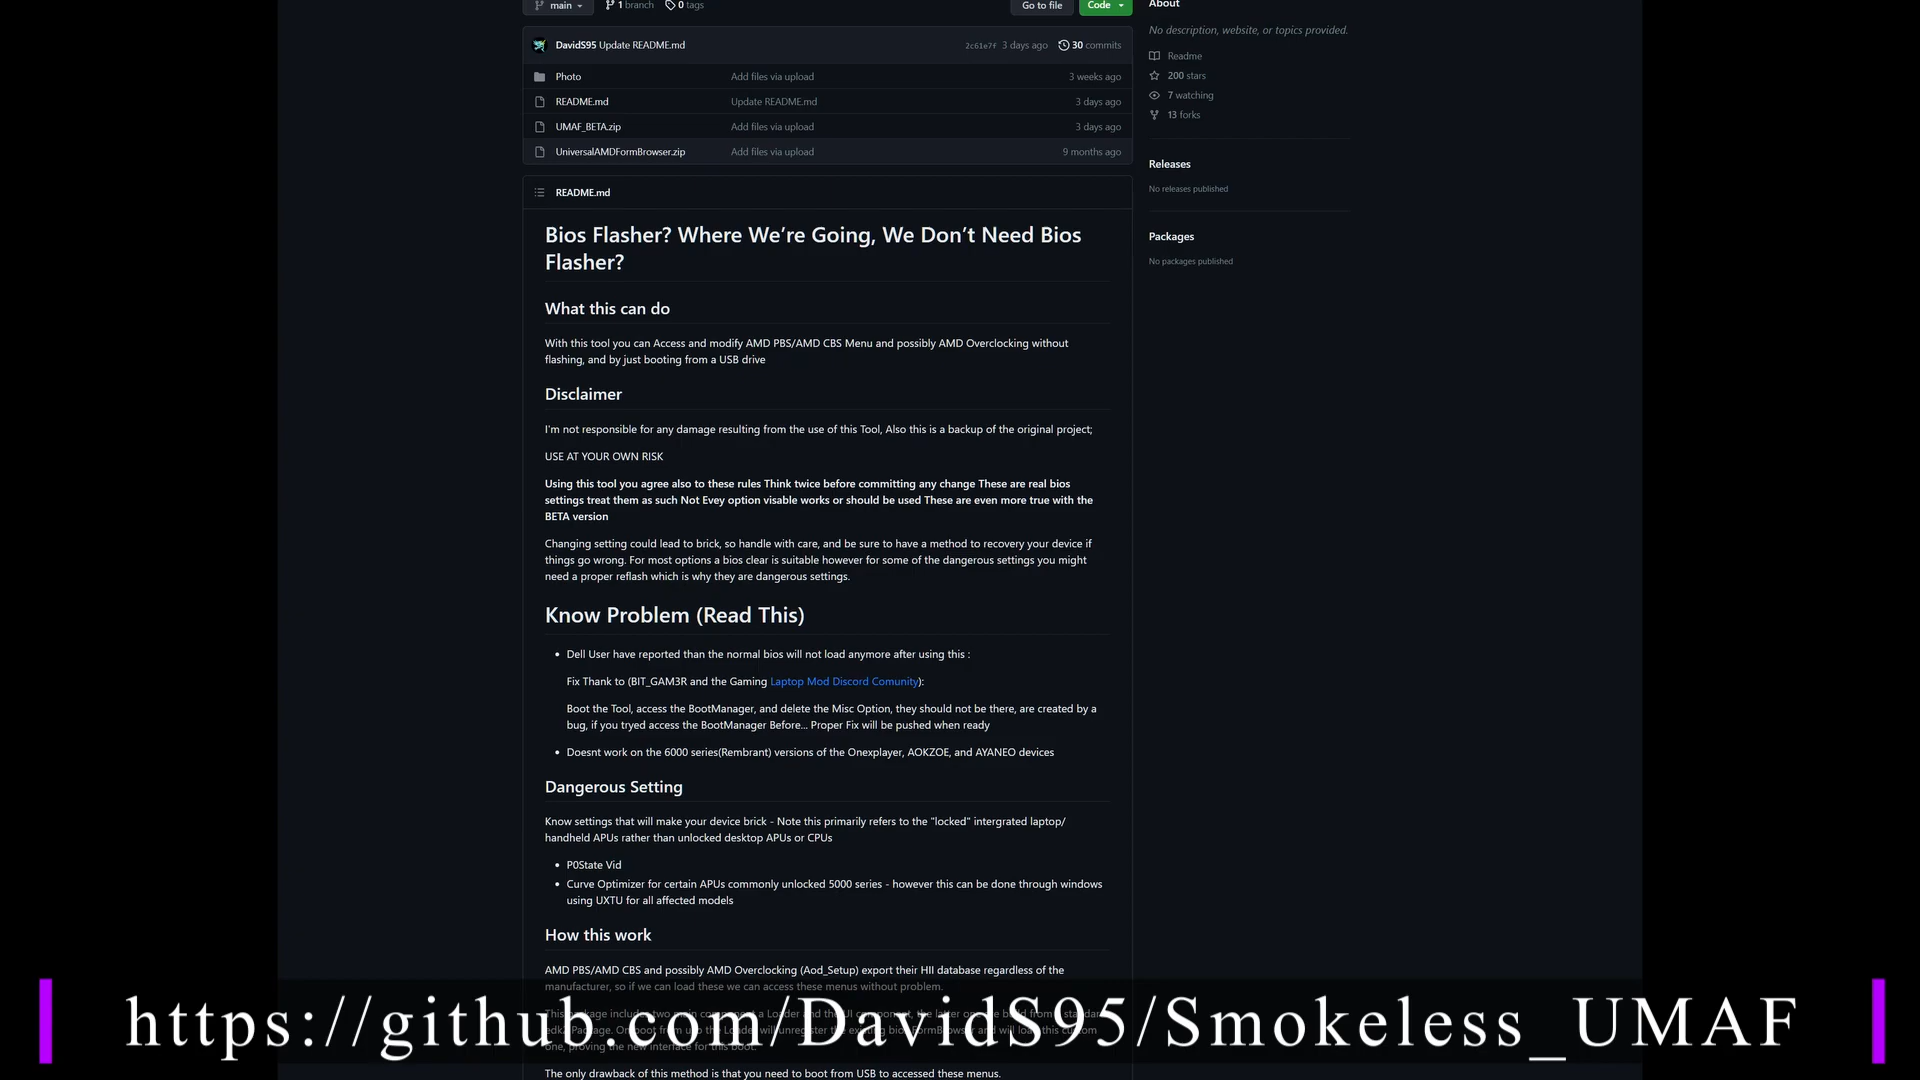 main
1 branch
0 tags
Go to file
Code
About
No description, website, or topics provided.
DavidS95 Update README.md
2c61e7f 3 days ago
30 commits
Readme
200 stars
7 watching
13 forks
Photo
Add files via upload
3 weeks ago
README.md
Update README.md
3 days ago
UMAF_BETA.zip
Add files via upload
3 days ago
UniversalAMDFormBrowser.zip
Add files via upload
9 months ago
Releases
No releases published
Packages
No packages published
README.md
Bios Flasher? Where We're Going, We Don't Need Bios
Flasher?
What this can do
With this tool you can Access and modify AMD PBS/AMD CBS Menu and possibly AMD Overclocking without
flashing, and by just booting from a USB drive
Disclaimer
I'm not responsible for any damage resulting from the use of this Tool, Also this is a backup of the original project;
USE AT YOUR OWN RISK
Using this tool you agree also to these rules Think twice before committing any change These are real bios
settings treat them as such Not Evey option visable works or should be used These are even more true with the
BETA version
Changing setting could lead to brick, so handle with care, and be sure to have a method to recovery your device if
things go wrong. For most options a bios clear is suitable however for some of the dangerous settings you might
need a proper reflash which is why they are dangerous settings.
Know Problem (Read This)
Dell User have reported than the normal bios will not load anymore after using this :
Fix Thank to (BIT_GAM3R and the Gaming Laptop Mod Discord Comunity):
Boot the Tool, access the BootManager, and delete the Misc Option, they should not be there, are created by a
bug, if you tryed access the BootManager Before... Proper Fix will be pushed when ready
Doesnt work on the 6000 series(Rembrant) versions of the Onexplayer, AOKZOE, and AYANEO devices
Dangerous Setting
Know settings that will make your device brick - Note this primarily refers to the "locked" intergrated laptop/
handheld APUs rather than unlocked desktop APUs or CPUs
P0State Vid
Curve Optimizer for certain APUs commonly unlocked 5000 series - however this can be done through windows
using UXTU for all affected models
How this work
AMD PBS/AMD CBS and possibly AMD Overclocking (Aod_Setup) export their HII database regardless of the
manufacturer, so if we can load these we can access these menus without problem.
https://github.com/DavidS95/Smokeless_UMAF
The only drawback of this method is that you need to boot from USB to accessed these menus.